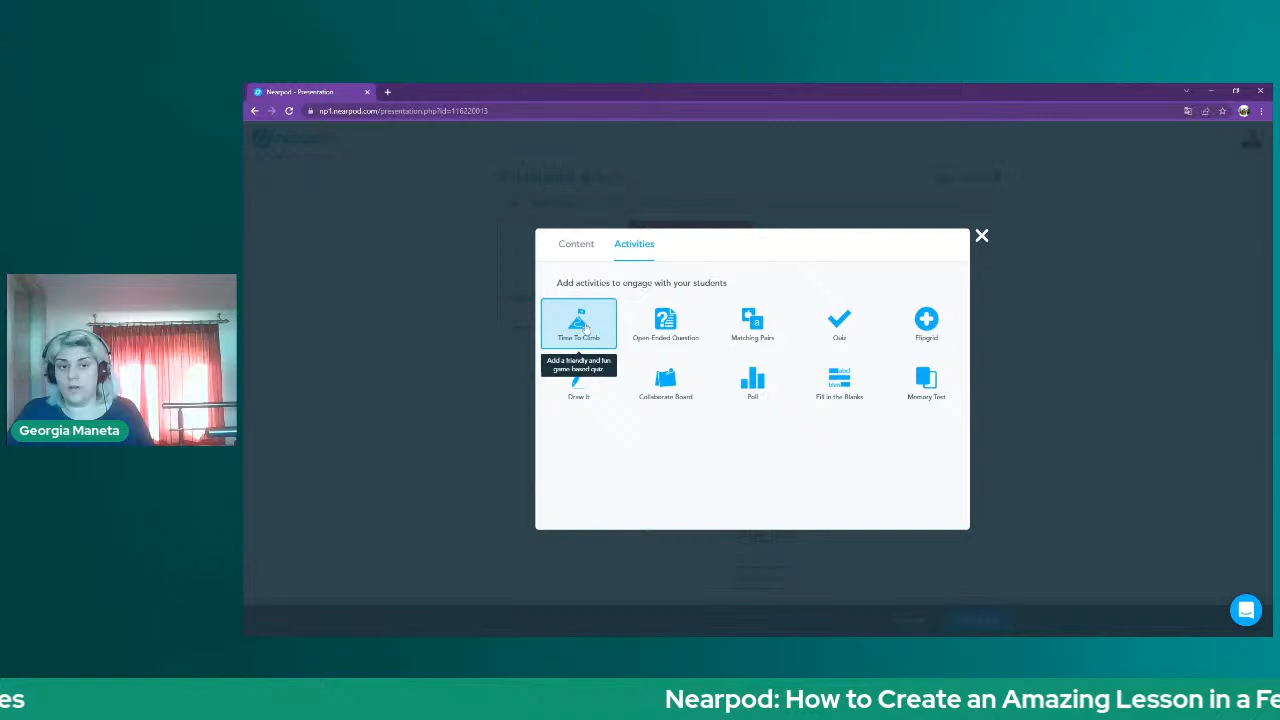 Nearpod - Presentation
np1.nearpod.com/presentation.php?id=116220013
Content Activities
Add activities to engage with your students
Time To Climb Open-Ended Question Matching Pairs Quiz Flipgrid
Add a friendly and fun
game-based quiz
Draw It Collaborate Board Poll Fill in the Blanks Memory Test
Georgia Maneta
es Nearpod: How to Create an Amazing Lesson in a Fe